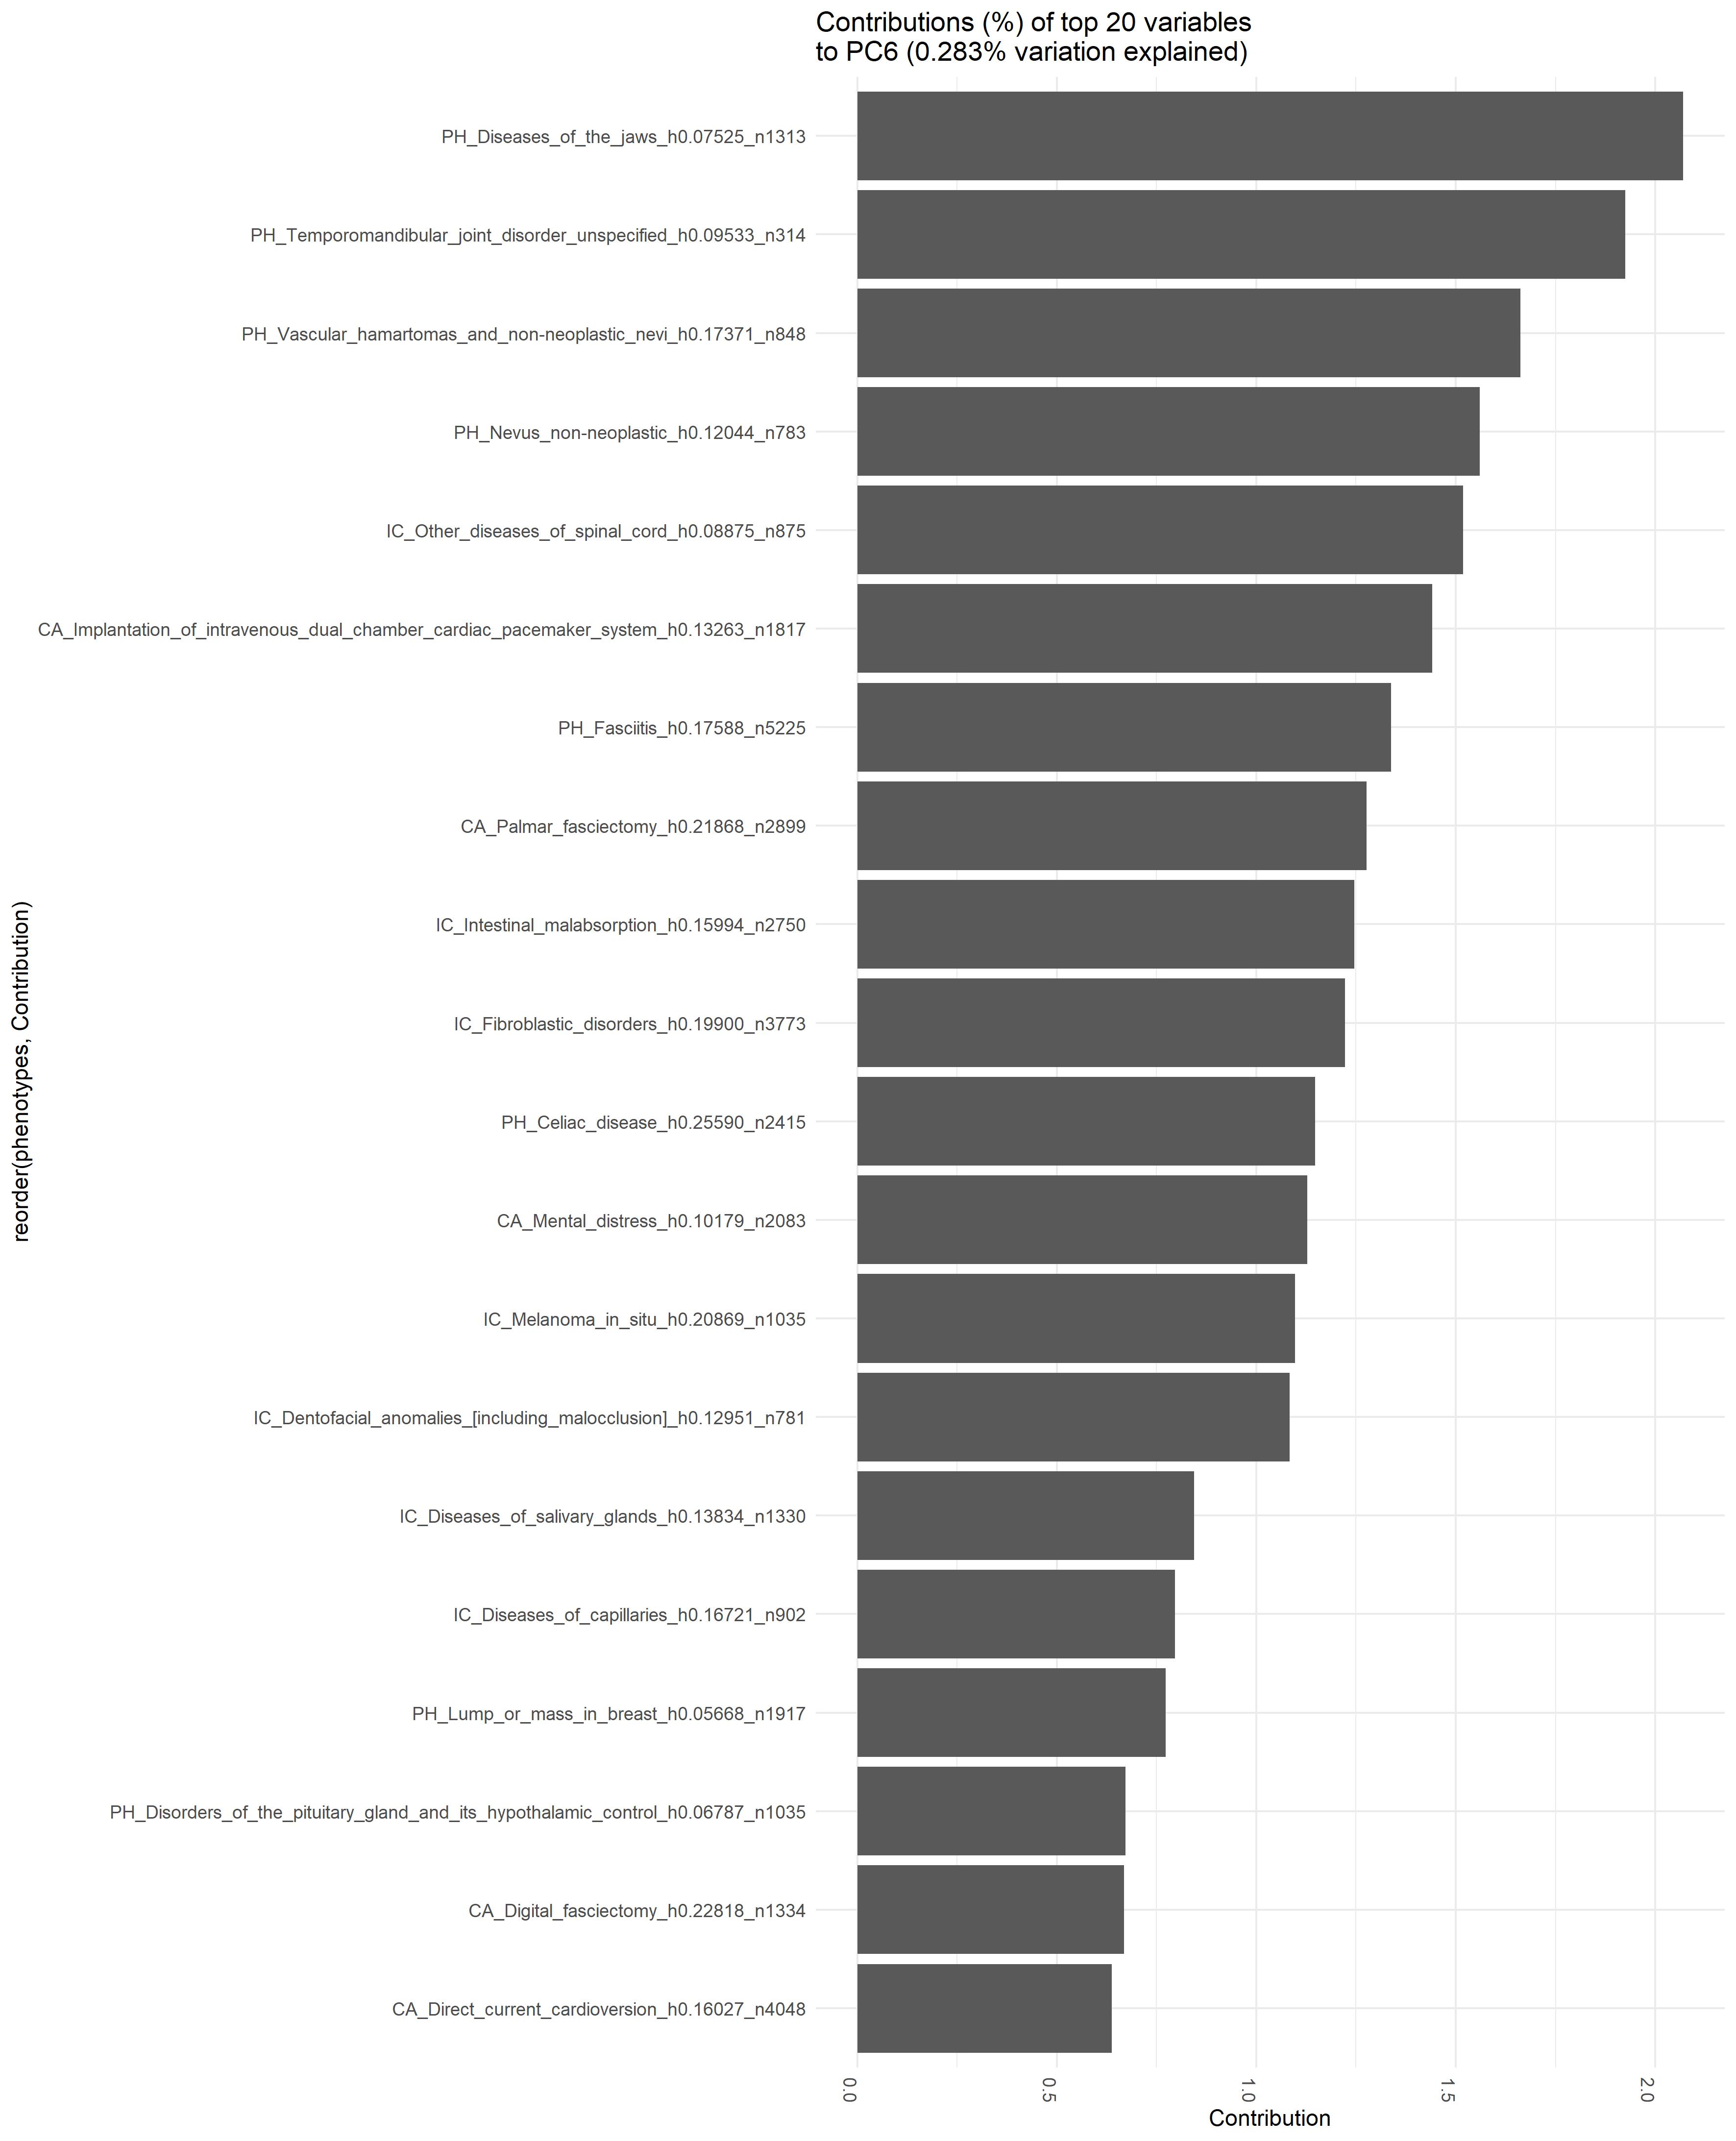 Contributions (%) of top 20 variables
to PC6 (0.283% variation explained)
PH_Diseases_of_the_jaws_h0.07525_n1313
PH_Temporomandibular_joint_disorder_unspecified_h0.09533_n314
PH_Vascular_hamartomas_and_non-neoplastic_nevi_h0.17371_n848
PH_Nevus_non-neoplastic_h0.12044_n783
IC_Other_diseases_of_spinal_cord_h0.08875_n875
CA_Implantation_of_intravenous_dual_chamber_cardiac_pacemaker_system_h0.13263_n1817
PH_Fasciitis_h0.17588_n5225
CA_Palmar_fasciectomy_h0.21868_n2899
IC_Intestinal_malabsorption_h0.15994_n2750
IC_Fibroblastic_disorders_h0.19900_n3773
PH_Celiac_disease_h0.25590_n2415
CA_Mental_distress_h0.10179_n2083
IC_Melanoma_in_situ_h0.20869_n1035
IC_Dentofacial_anomalies_[including_malocclusion]_h0.12951_n781
IC_Diseases_of_salivary_glands_h0.13834_n1330
IC_Diseases_of_capillaries_h0.16721_n902
PH_Lump_or_mass_in_breast_h0.05668_n1917
PH_Disorders_of_the_pituitary_gland_and_its_hypothalamic_control_h0.06787_n1035
CA_Digital_fasciectomy_h0.22818_n1334
CA_Direct_current_cardioversion_h0.16027_n4048
reorder(phenotypes, Contribution)
0.0
0.5
1.0
1.5
2.0
Contribution